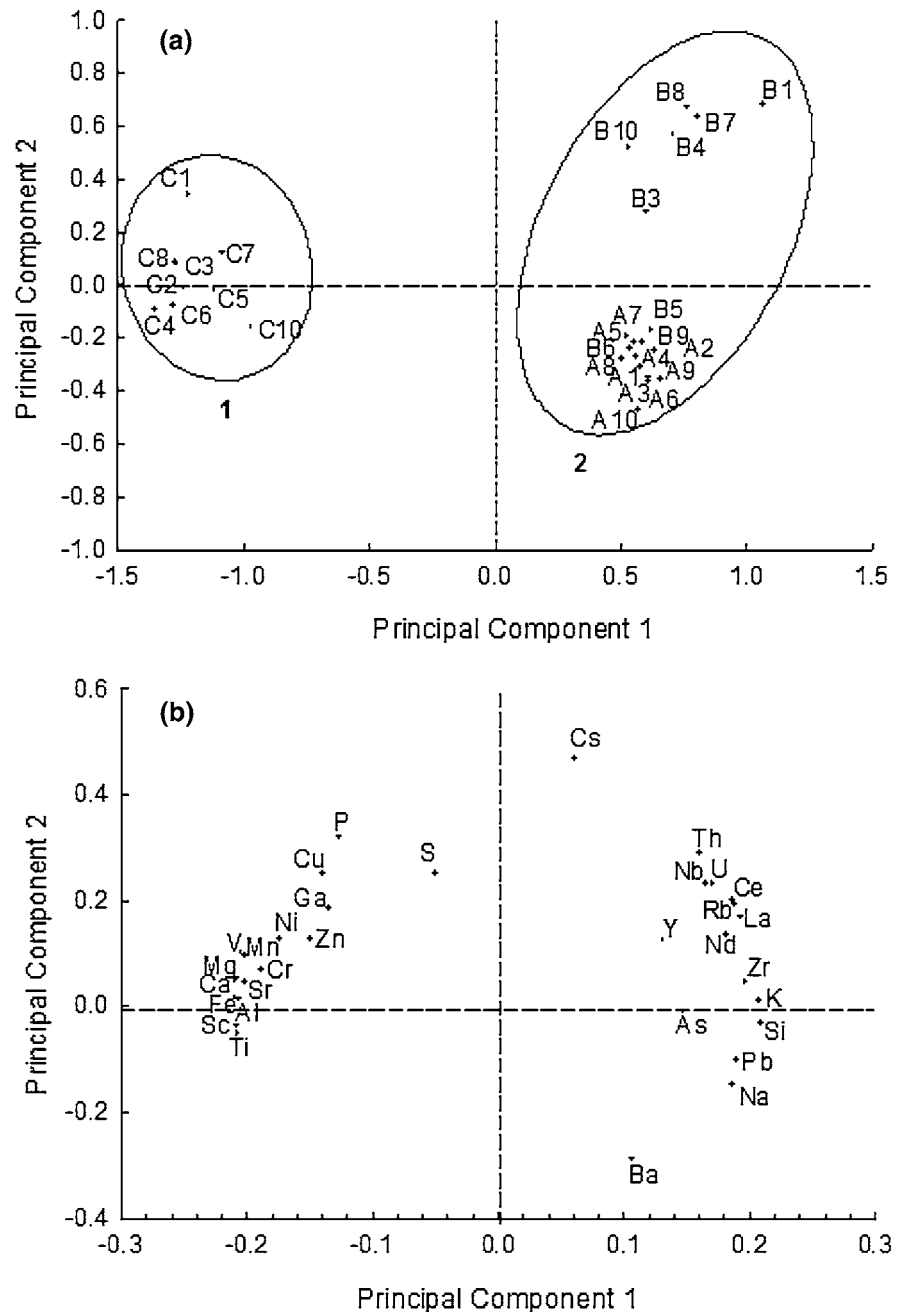 (a)
1.0
0.8
0.6
0.4
0.2
0.0
-0.2
-0.4
-0.6
-0.8
-1.0
Principal Component 2
B8
B1
B10
B7
B4
B3
C1
C8
C3
C7
C2
C5
C4
C6
C10
1
A7
B5
A5
B9
B6
A2
A8
A4
A1
A9
A3
A6
A10
2
-1.5
-1.0
-0.5
0.0
0.5
1.0
1.5
Principal Component 1
(b)
0.6
0.4
0.2
0.0
-0.2
-0.4
Principal Component 2
Cs
P
S
Cu
Th
Nb
U
Ga
Ce
Rb
La
Ni
Y
V
Mn
Zn
Nd
Mg
Cr
Zr
Ca
Sr
K
Fe
Al
As
Si
Sc
Ti
Pb
Na
Ba
-0.3
-0.2
-0.1
0.0
0.1
0.2
0.3
Principal Component 1